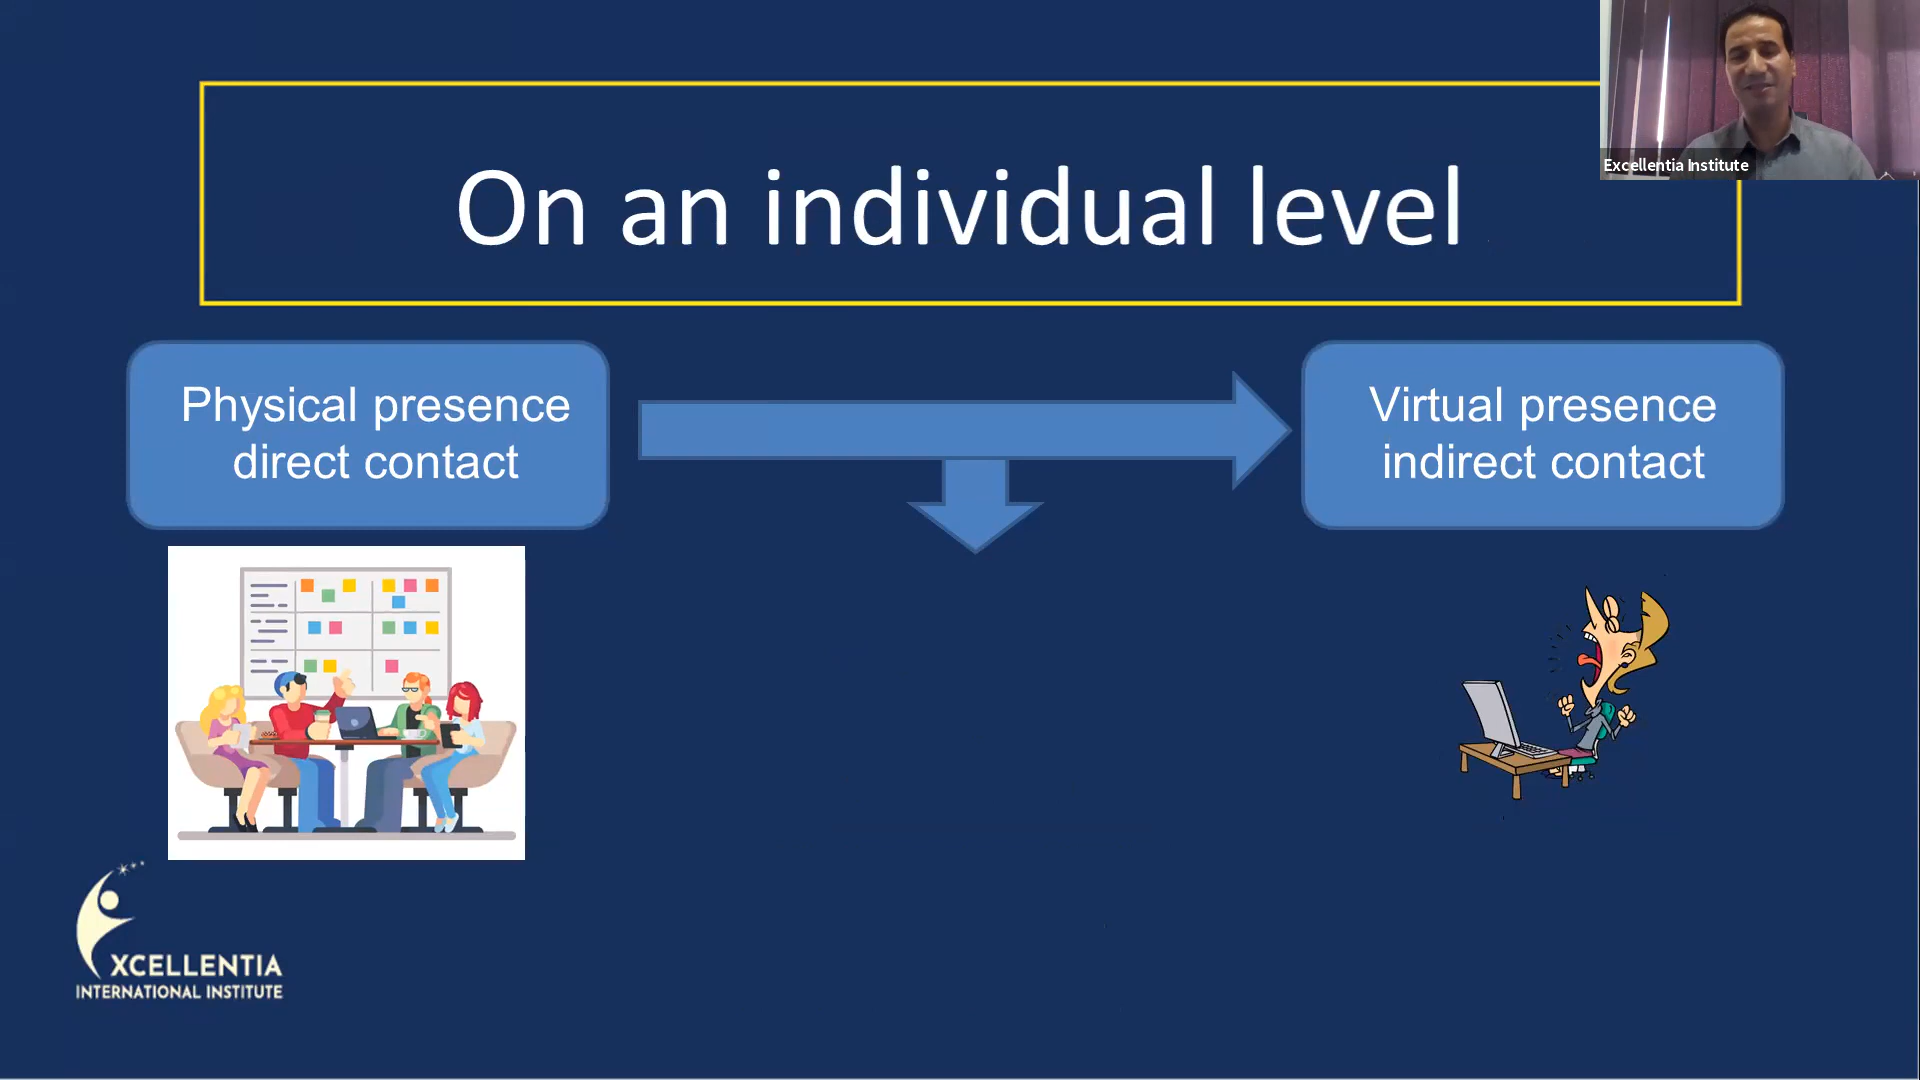 On an individual level
Excellentia Institute
Physical presence
direct contact
Virtual presence
indirect contact
XCELLENTIA
INTERNATIONAL INSTITUTE